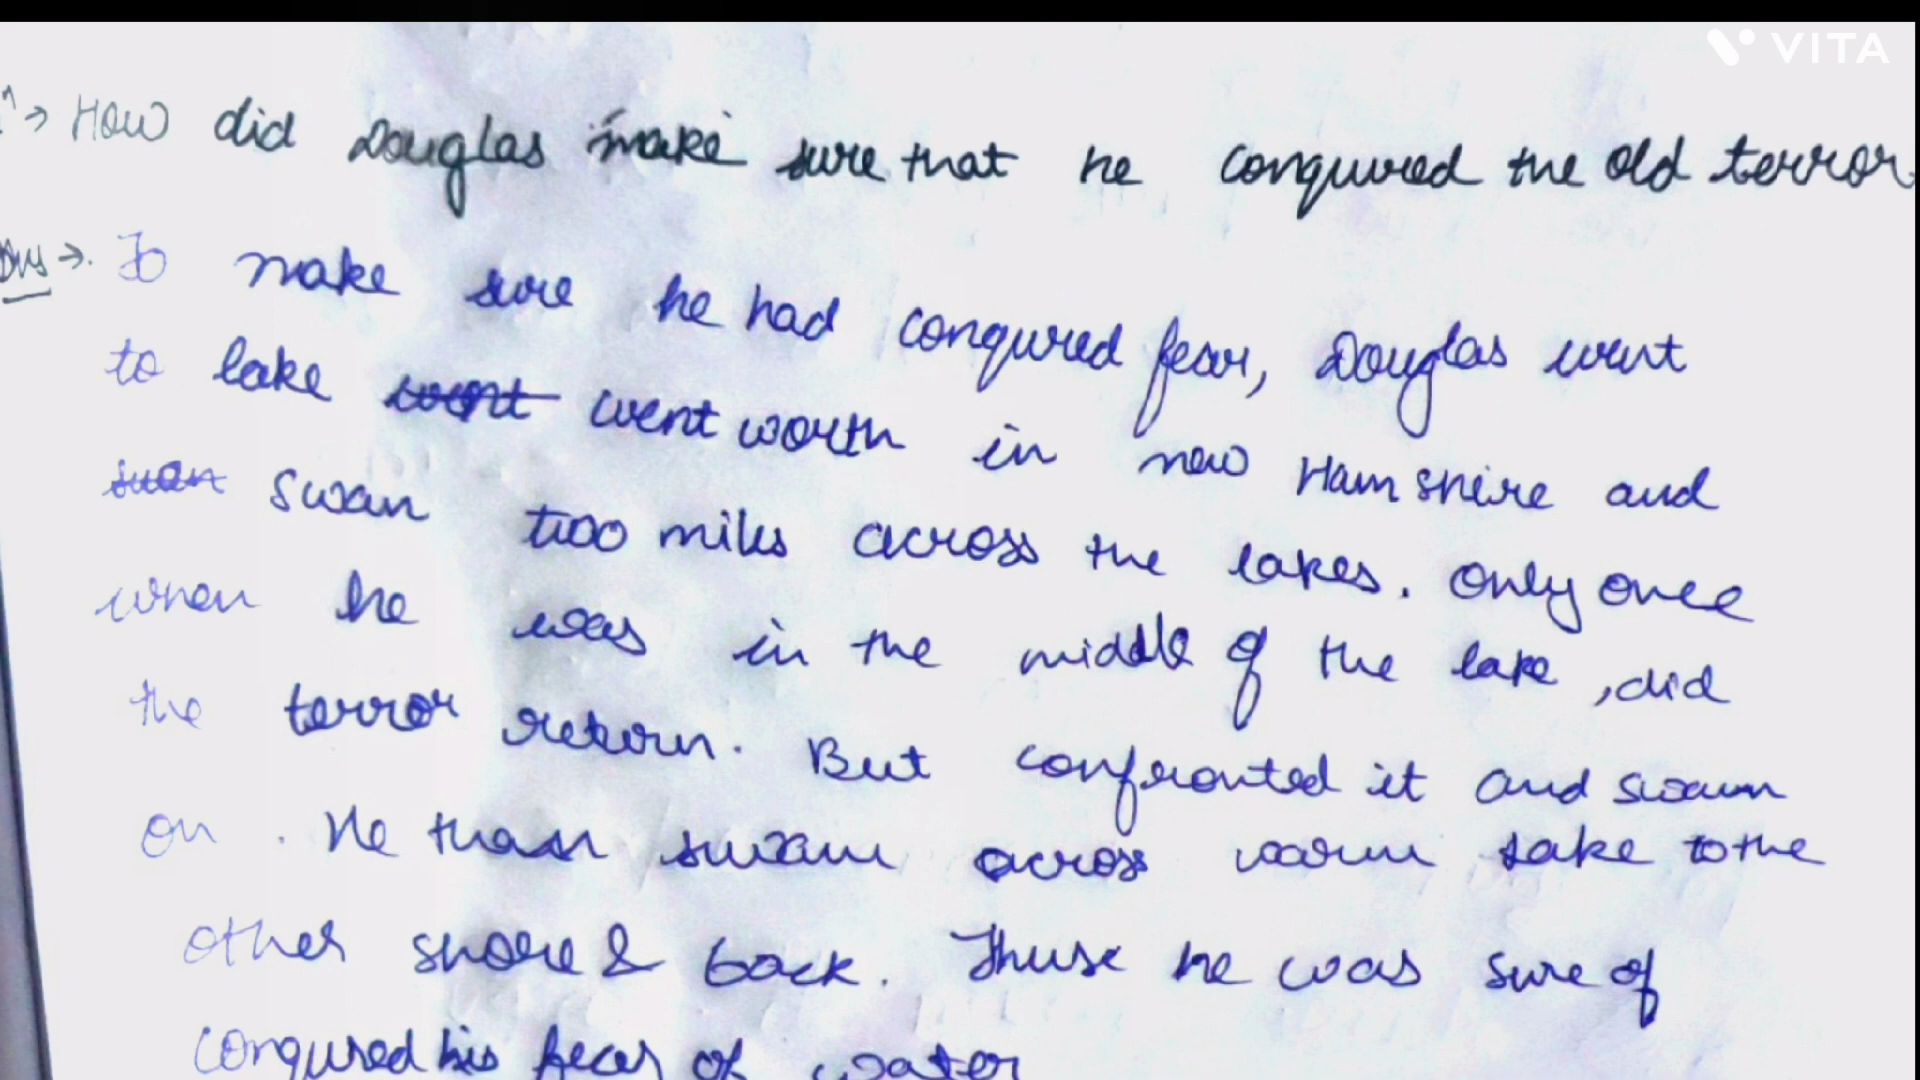 VITA
→ How did Douglas "make sure that he conqured the old terror
Ans →. To make sure he had conqured fear, Douglas went
to lake went went worth in new Hamshire and
swan swan two miles across the lakes. Only once
when he was in the middle of the lake, did
the terror return. But confronted it and swam
on. He than swam across warm lake to the
other shore & back. Thuse he was sure of
conqured his fear of water